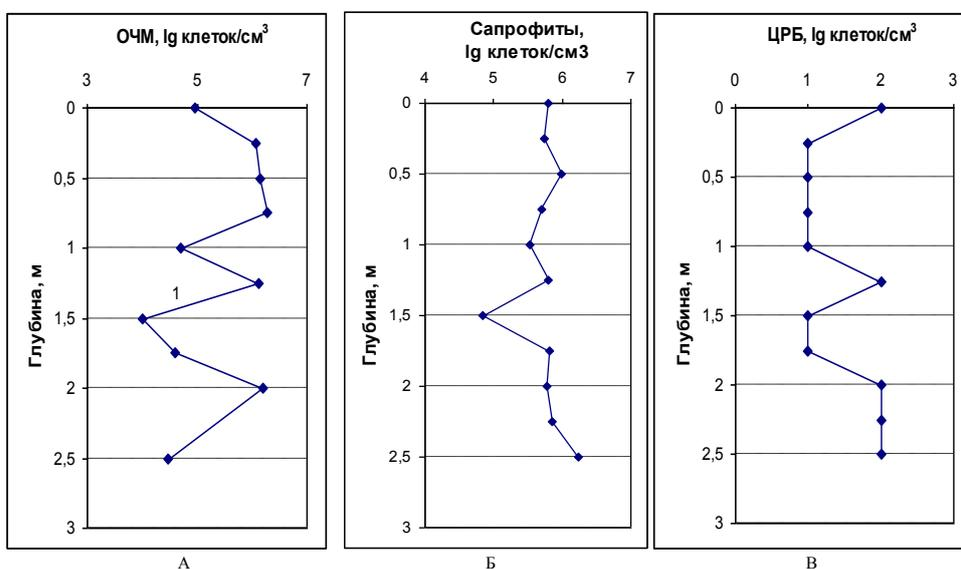 ОЧМ, lg клеток/см³
3 5 7
0
0,5
1
1,5
2
2,5
3
Глубина, м
1
А
Сапрофиты,
lg клеток/см3
4 5 6 7
0
0,5
1
1,5
2
2,5
3
Глубина, м
Б
ЦРБ, lg клеток/см³
0 1 2 3
0
0,5
1
1,5
2
2,5
3
Глубина, м
В